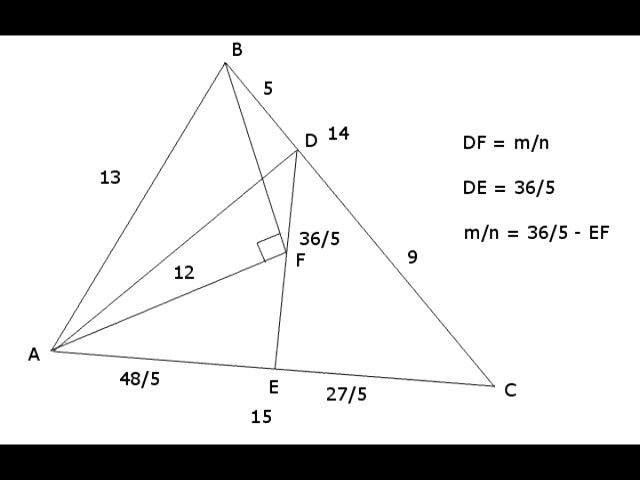 B
5
D 14
DF = m/n
13
DE = 36/5
m/n = 36/5 - EF
36/5
9
F
12
A
48/5
E
27/5
C
15